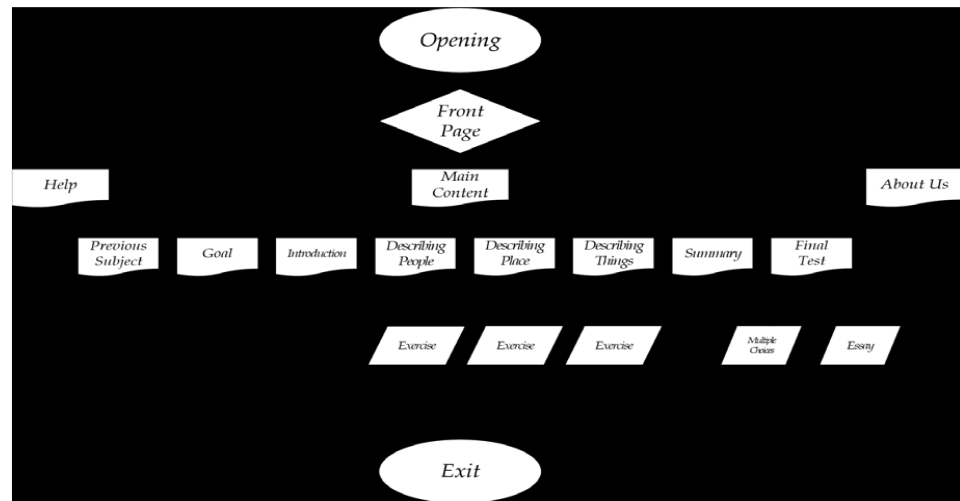 Opening
Front
Page
Help
Main
Content
About Us
Previous
Subject
Goal
Introduction
Describing
People
Describing
Place
Describing
Things
Summary
Final
Test
Exercise
Exercise
Exercise
Multiple
Choices
Essay
Exit